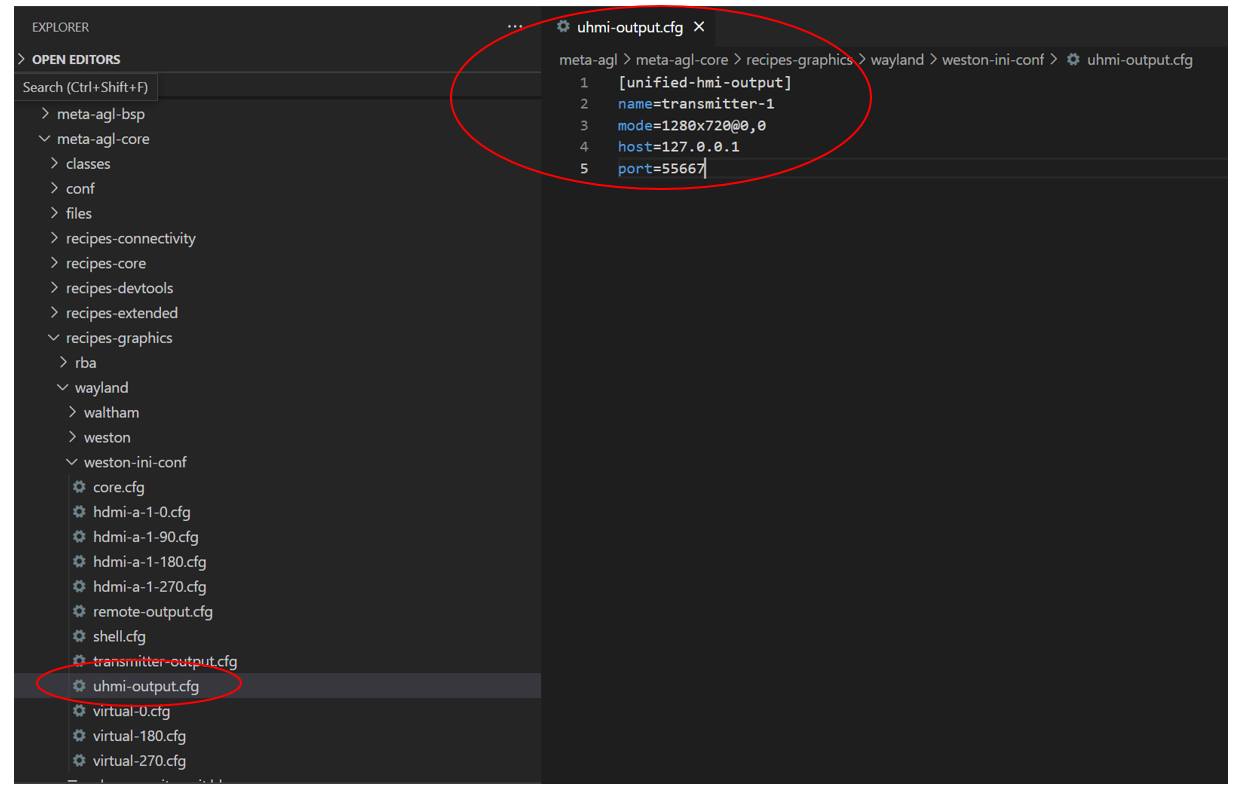 EXPLORER
...
OPEN EDITORS
Search (Ctrl+Shift+F)
meta-agl-bsp
meta-agl-core
classes
conf
files
recipes-connectivity
recipes-core
recipes-devtools
recipes-extended
recipes-graphics
rba
wayland
waltham
weston
weston-ini-conf
core.cfg
hdmi-a-1-0.cfg
hdmi-a-1-90.cfg
hdmi-a-1-180.cfg
hdmi-a-1-270.cfg
remote-output.cfg
shell.cfg
transmitter-output.cfg
uhmi-output.cfg
virtual-0.cfg
virtual-180.cfg
virtual-270.cfg
uhmi-output.cfg
meta-agl > meta-agl-core > recipes-graphics > wayland > weston-ini-conf > uhmi-output.cfg
1 [unified-hmi-output]
2 name=transmitter-1
3 mode=1280x720@0,0
4 host=127.0.0.1
5 port=55667